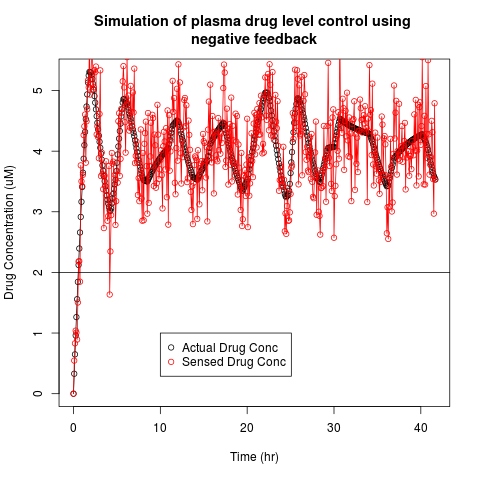 Simulation of plasma drug level control using
negative feedback
Drug Concentration (uM)
5
4
3
2
1
0
Actual Drug Conc
Sensed Drug Conc
0 10 20 30 40
Time (hr)